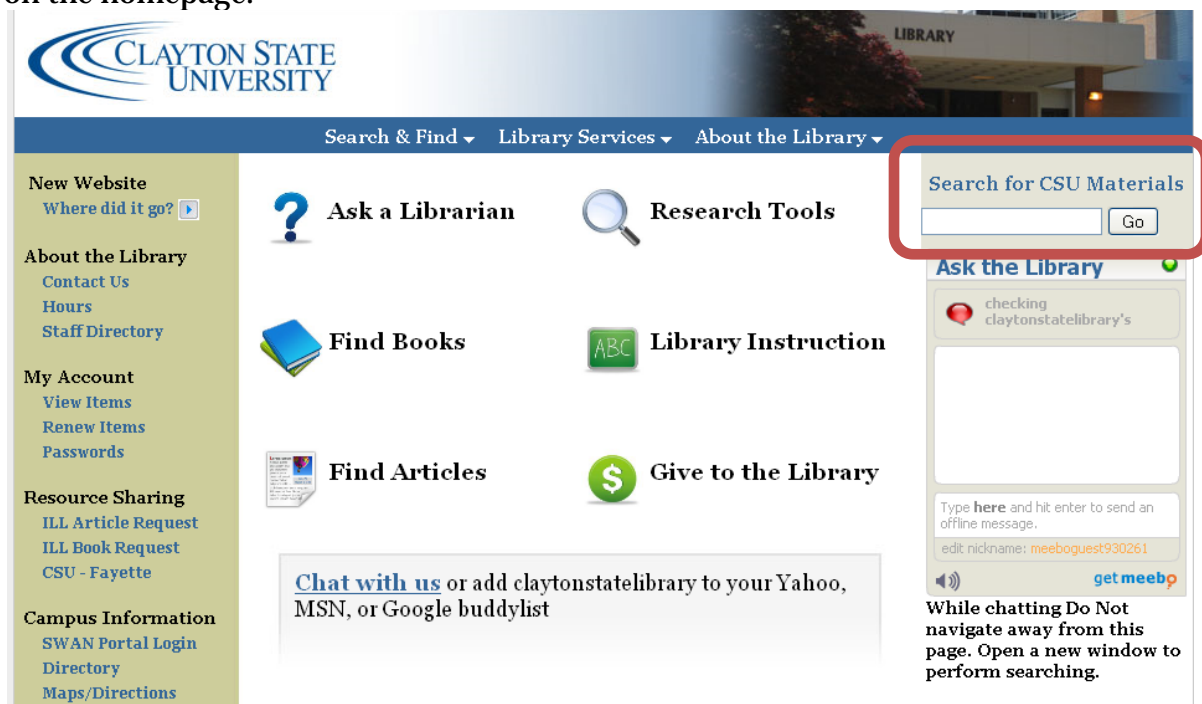 on the homepage.
CLAYTON STATE
UNIVERSITY
LIBRARY
Search & Find Library Services About the Library
New Website
Where did it go?
About the Library
Contact Us
Hours
Staff Directory
My Account
View Items
Renew Items
Passwords
Resource Sharing
ILL Article Request
ILL Book Request
CSU - Fayette
Campus Information
SWAN Portal Login
Directory
Maps/Directions
Ask a Librarian
Research Tools
Find Books
ABC
Library Instruction
Find Articles
$
Give to the Library
Chat with us or add claytonstatelibrary to your Yahoo,
MSN, or Google buddylist
Search for CSU Materials
Go
Ask the Library
checking
claytonstatelibrary's
Type here and hit enter to send an
offline message.
edit nickname: meeboguest930261
get meebo
While chatting Do Not
navigate away from this
page. Open a new window to
perform searching.